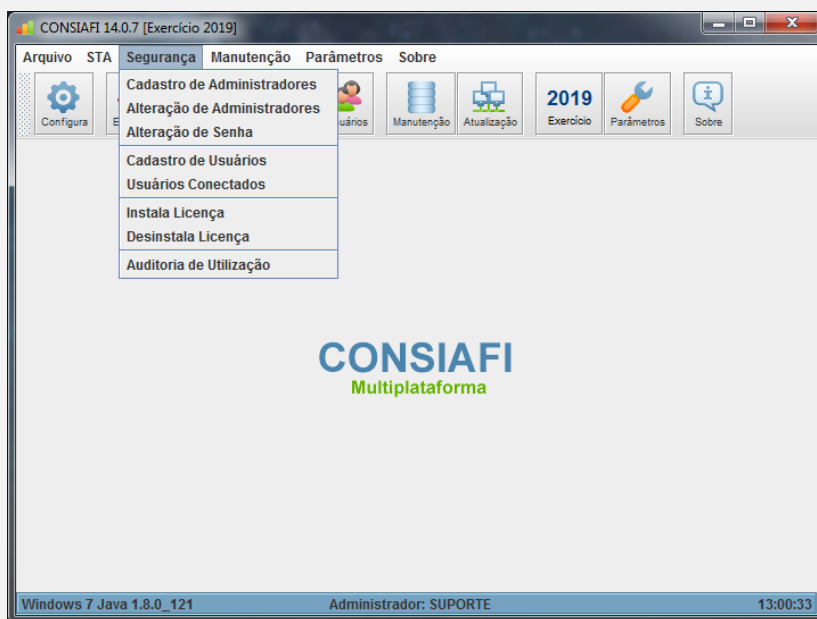 CONSIAFI 14.0.7 [Exercício 2019]
Arquivo STA Segurança Manutenção Parâmetros Sobre
Cadastro de Administradores
Alteração de Administradores
Alteração de Senha
Cadastro de Usuários
Usuários Conectados
Instala Licença
Desinstala Licença
Auditoria de Utilização
2019
Configura Manutenção Atualização Exercício Parâmetros Sobre
CONSIAFI
Multiplataforma
Windows 7 Java 1.8.0_121 Administrador: SUPORTE 13:00:33